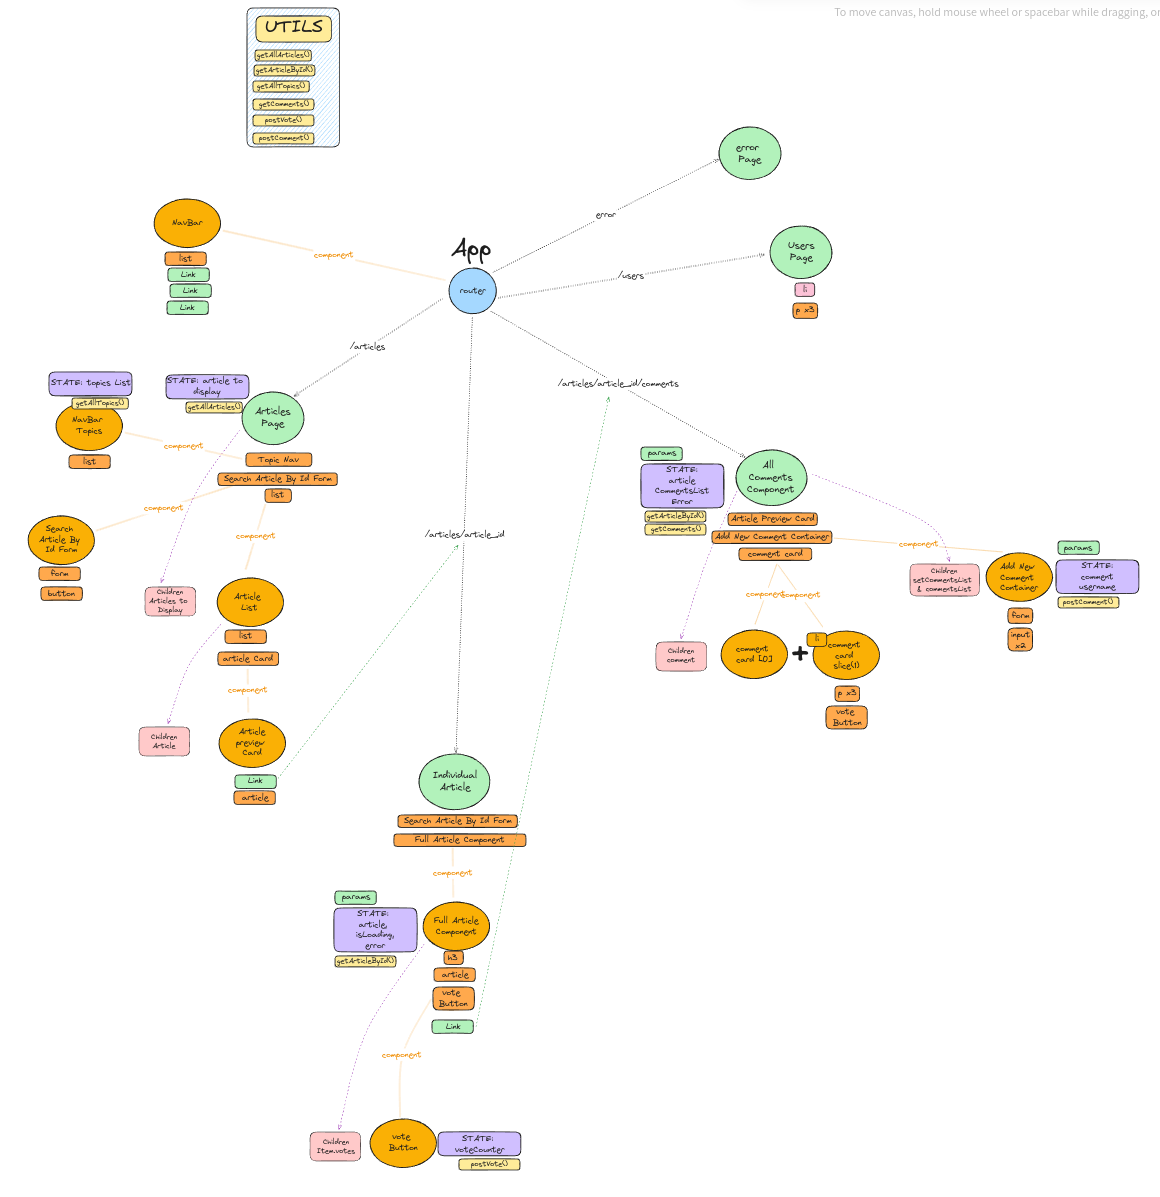 To move canvas, hold mouse wheel or spacebar while dragging, or
UTILS
getAllArticles()
getArticleById()
getAllTopics()
getComments()
postVote()
postComment()
error
Page
NavBar
list
Link
Link
Link
component
App
router
error
/users
Users
Page
li
p x3
/articles
/articles/article_id/comments
STATE: topics List
getAllTopics()
NavBar
Topics
list
STATE: article to
display
getAllArticles()
Articles
Page
component
Topic Nav
Search Article By Id Form
list
component
Search
Article By
Id Form
form
button
component
Children
Articles to
Display
Article
List
list
article Card
component
Children
Article
Article
preview
Card
Link
article
/articles/article_id
params
STATE:
article
CommentsList
Error
getArticleById()
getComments()
All
Comments
Component
Article Preview Card
Add New Comment Container
comment card
component
component
component
Children
setCommentsList
& commentsList
Add New
Comment
Container
params
STATE:
comment
username
postComment()
form
input
x2
Children
comment
comment
card [0]
+
li
comment
card
slice(1)
p x3
vote
Button
Individual
Article
Search Article By Id Form
Full Article Component
component
params
STATE:
article,
isLoading,
error
getArticleById()
Full Article
Component
h3
article
vote
Button
Link
component
Children
Item.votes
vote
Button
STATE:
voteCounter
postVote()